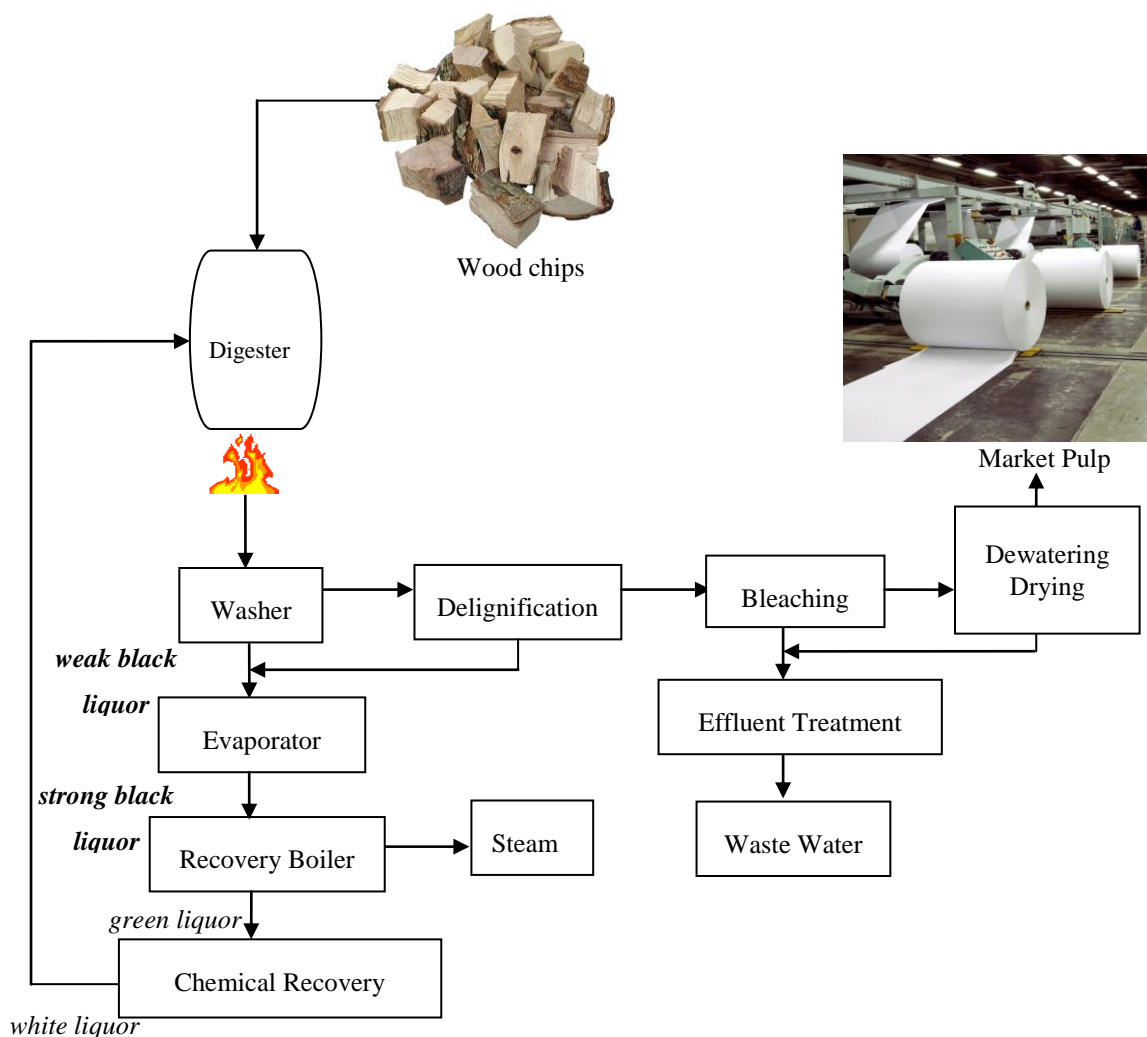 Wood chips
Digester
Market Pulp
Dewatering
Drying
Washer
Delignification
Bleaching
weak black
liquor
Evaporator
Effluent Treatment
strong black
liquor
Recovery Boiler
Steam
Waste Water
green liquor
Chemical Recovery
white liquor